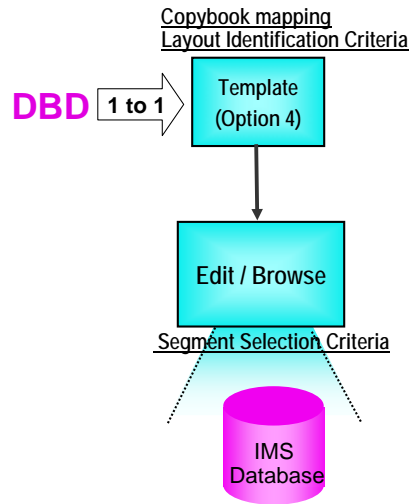 Copybook mapping
Layout Identification Criteria
DBD
1 to 1
Template
(Option 4)
Edit / Browse
Segment Selection Criteria
IMS
Database